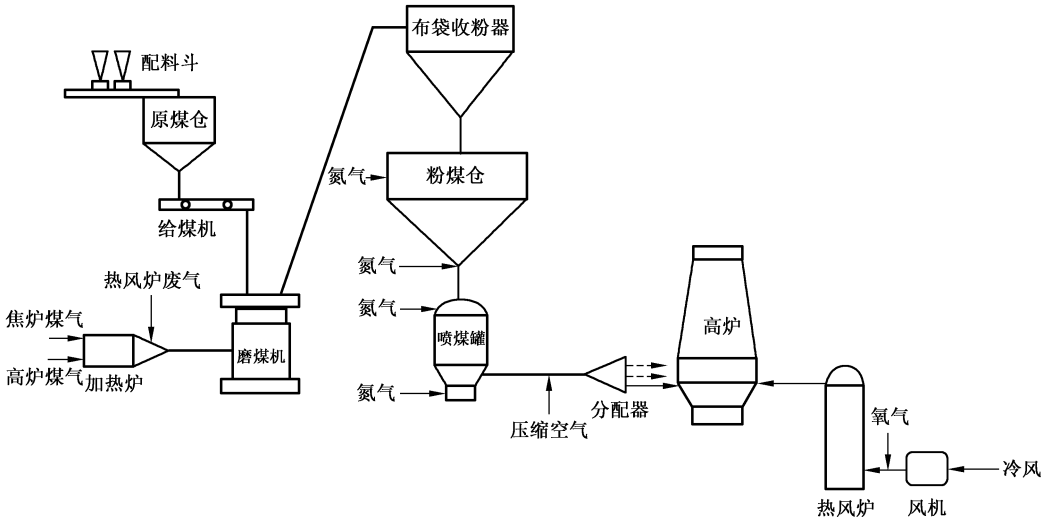 布袋收粉器
配料斗
原煤仓
氮气
粉煤仓
给煤机
氮气
热风炉废气
氮气
焦炉煤气
喷煤罐
高炉
磨煤机
高炉煤气
加热炉
氮气
分配器
压缩空气
氧气
冷风
热风炉
风机